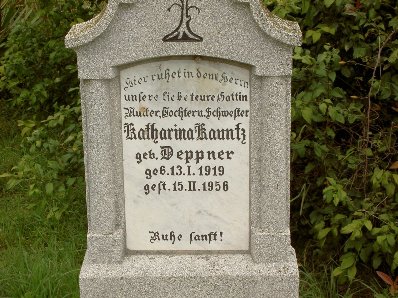 Hier ruhet in dem Herrn
unsere liebe teure Gattin
Mutter, Tochter u. Schwester
Katharina Kauntz
geb. Deppner
geb. 13. I. 1919
gest. 15. II. 1956
Ruhe sanft!